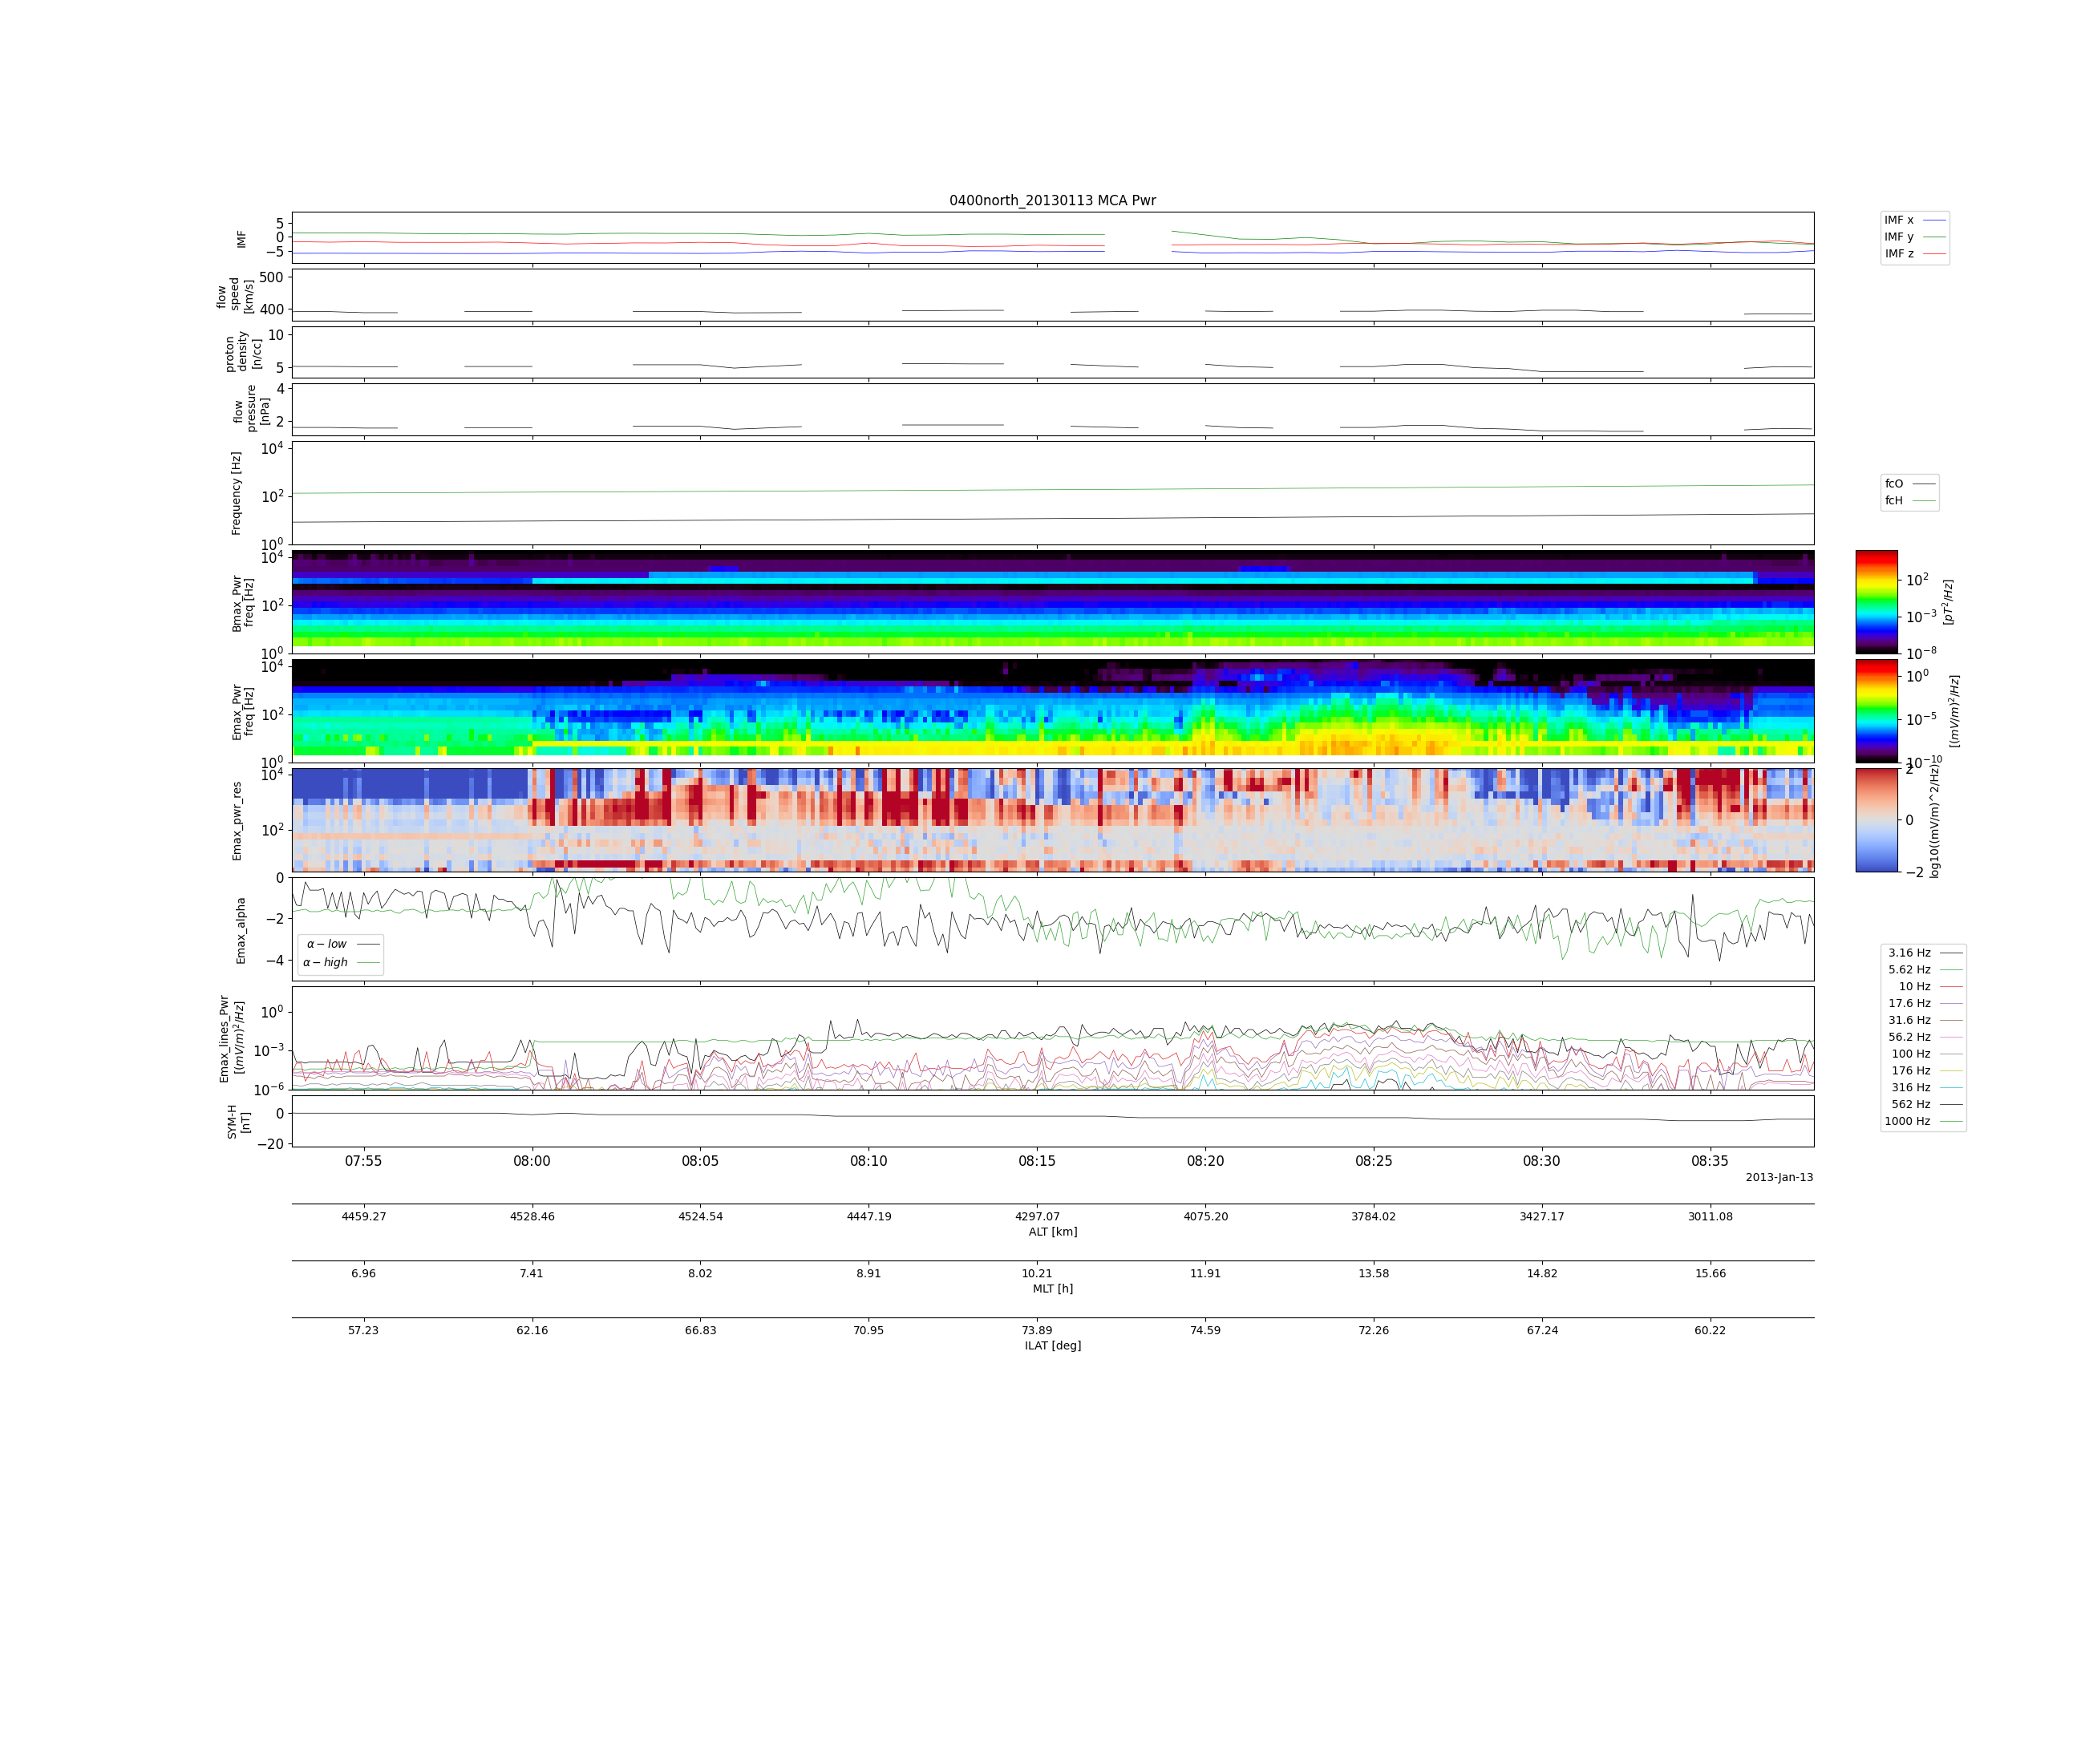 0400north_20130113 MCA Pwr
5
0
−5
IMF
IMF x
IMF y
IMF z
500
400
flow
speed
[km/s]
10
5
proton
density
[n/cc]
4
2
flow
pressure
[nPa]
10^4
10^2
10^0
Frequency [Hz]
fcO
fcH
10^4
10^2
10^0
Bmax_Pwr
freq [Hz]
10^2
10^−3
10^−8
[pT^2/Hz]
10^4
10^2
10^0
Emax_Pwr
freq [Hz]
10^0
10^−5
10^−10
[(mV/m)^2/Hz]
10^4
10^2
Emax_pwr_res
2
0
−2
log10((mV/m)^2/Hz)
0
−2
−4
Emax_alpha
α − low
α − high
10^0
10^−3
10^−6
Emax_lines_Pwr
[(mV/m)^2/Hz]
3.16 Hz
5.62 Hz
10 Hz
17.6 Hz
31.6 Hz
56.2 Hz
100 Hz
176 Hz
316 Hz
562 Hz
1000 Hz
0
−20
SYM-H
[nT]
07:55 08:00 08:05 08:10 08:15 08:20 08:25 08:30 08:35
2013-Jan-13
4459.27 4528.46 4524.54 4447.19 4297.07 4075.20 3784.02 3427.17 3011.08
ALT [km]
6.96 7.41 8.02 8.91 10.21 11.91 13.58 14.82 15.66
MLT [h]
57.23 62.16 66.83 70.95 73.89 74.59 72.26 67.24 60.22
ILAT [deg]